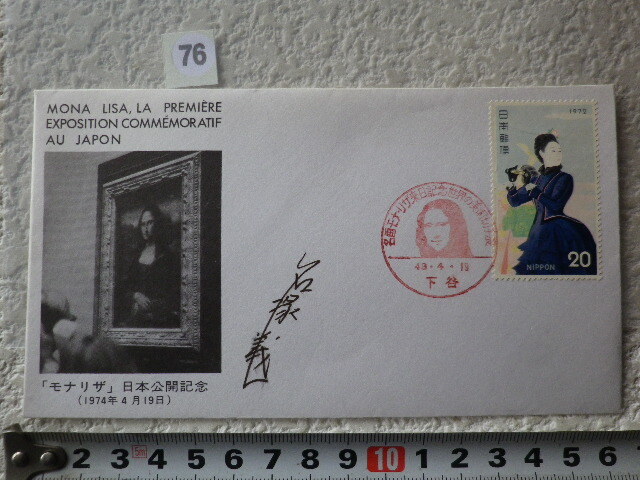 76
MONA LISA, LA PREMIÈRE
EXPOSITION COMMÉMORATIF
AU JAPON
1972
日本郵便
NIPPON 20
49.4.19
下谷
「モナリザ」日本公開記念
(1974年4月19日)
2 3 4 5 6 7 8 9 10 1 2 3 4 5 6